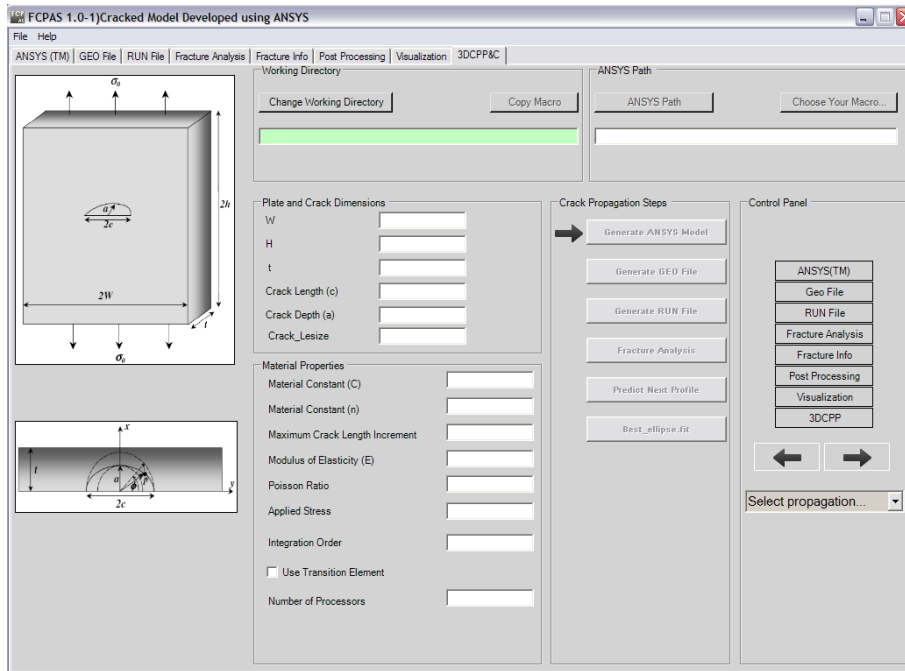 FCPAS 1.0-1)Cracked Model Developed using ANSYS
File Help
ANSYS (TM) GEO File RUN File Fracture Analysis Fracture Info Post Processing Visualization 3DCPP&C
Working Directory
Change Working Directory
Copy Macro
ANSYS Path
ANSYS Path
Choose Your Macro...
σ₀
a
2c
2h
2W
t
σ₀
Plate and Crack Dimensions
W
H
t
Crack Length (c)
Crack Depth (a)
Crack_Lesize
Crack Propagation Steps
Generate ANSYS Model
Generate GEO File
Generate RUN File
Fracture Analysis
Predict Next Profile
Best_ellipse.fit
Control Panel
ANSYS(TM)
Geo File
RUN File
Fracture Analysis
Fracture Info
Post Processing
Visualization
3DCPP
Select propagation...
Material Properties
Material Constant (C)
Material Constant (n)
Maximum Crack Length Increment
Modulus of Elasticity (E)
Poisson Ratio
Applied Stress
Integration Order
Use Transition Element
Number of Processors
x
t
a
ϕ
P
y
2c